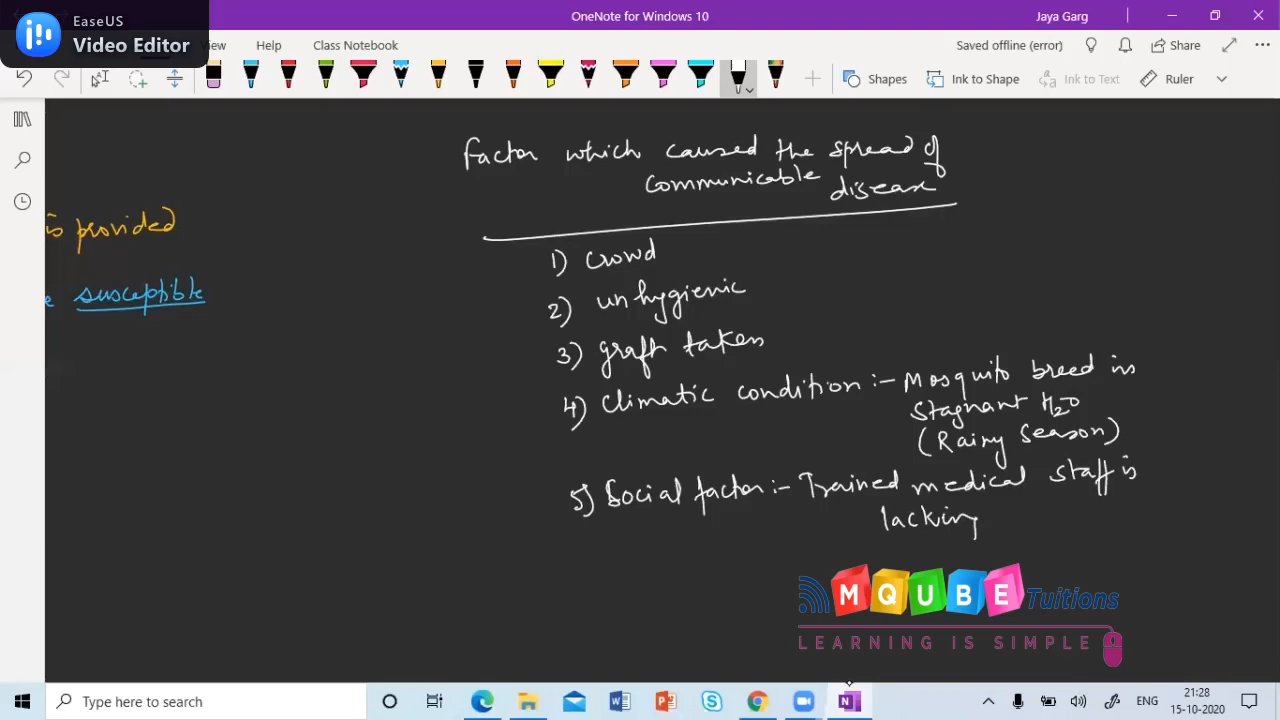 EaseUS
Video Editor
OneNote for Windows 10
Jaya Garg
View
Help
Class Notebook
Saved offline (error)
Share
Shapes
Ink to Shape
Ink to Text
Ruler
factor which caused the spread of
communicable disease
is provided
e susceptible
1) crowd
2) unhygienic
3) graft taken
4) climatic condition :- Mosquito breed in
stagnant H2O
(Rainy season)
5) Social factor :- Trained medical staff is
lacking
MQUBE Tuitions
LEARNING IS SIMPLE
Type here to search
ENG
21:28
15-10-2020